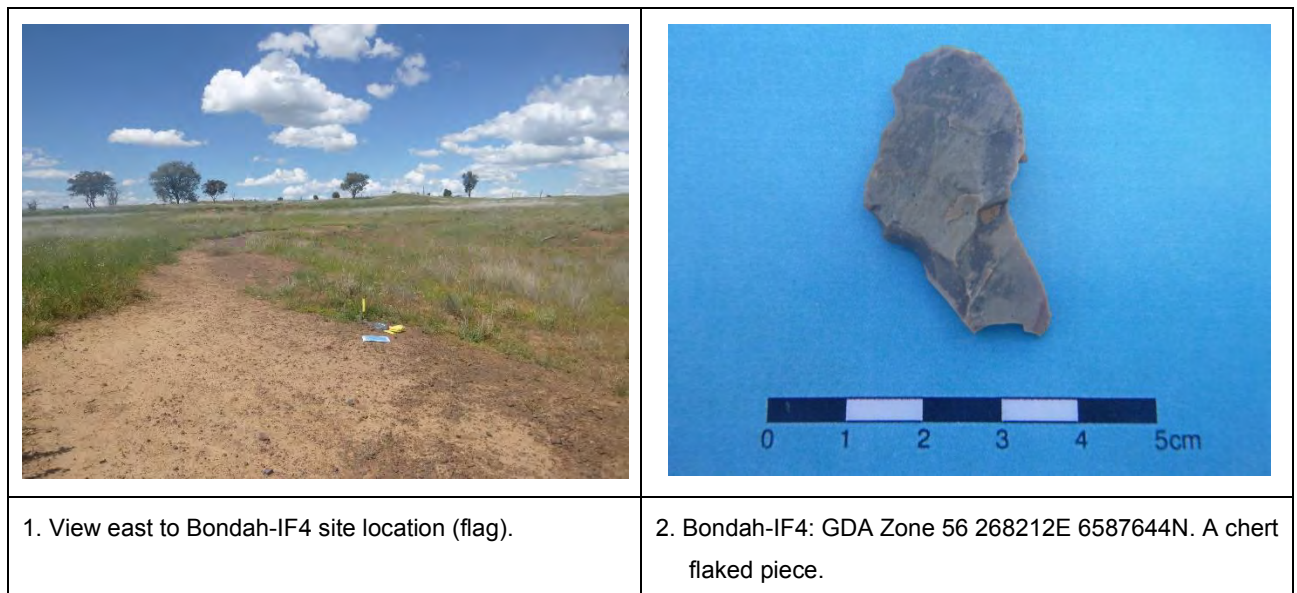 0 1 2 3 4 5cm
1. View east to Bondah-IF4 site location (flag).
2. Bondah-IF4: GDA Zone 56 268212E 6587644N. A chert
flaked piece.